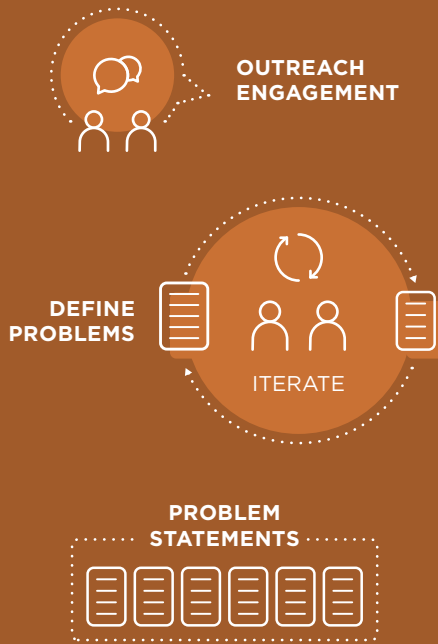 OUTREACH
ENGAGEMENT
DEFINE
PROBLEMS
ITERATE
PROBLEM
STATEMENTS